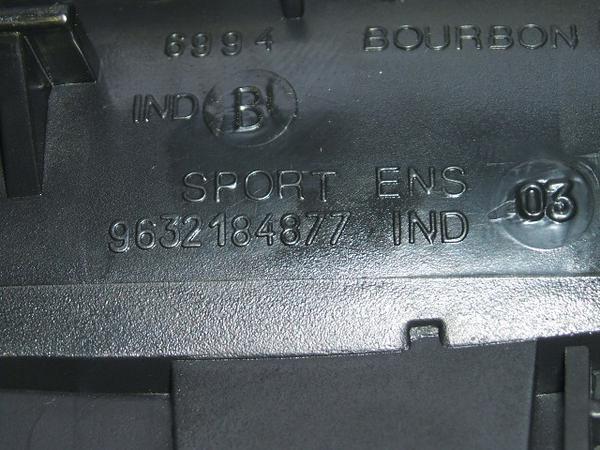 6994 BOURBON
IND B
SPORT ENS
9632184877 IND 03